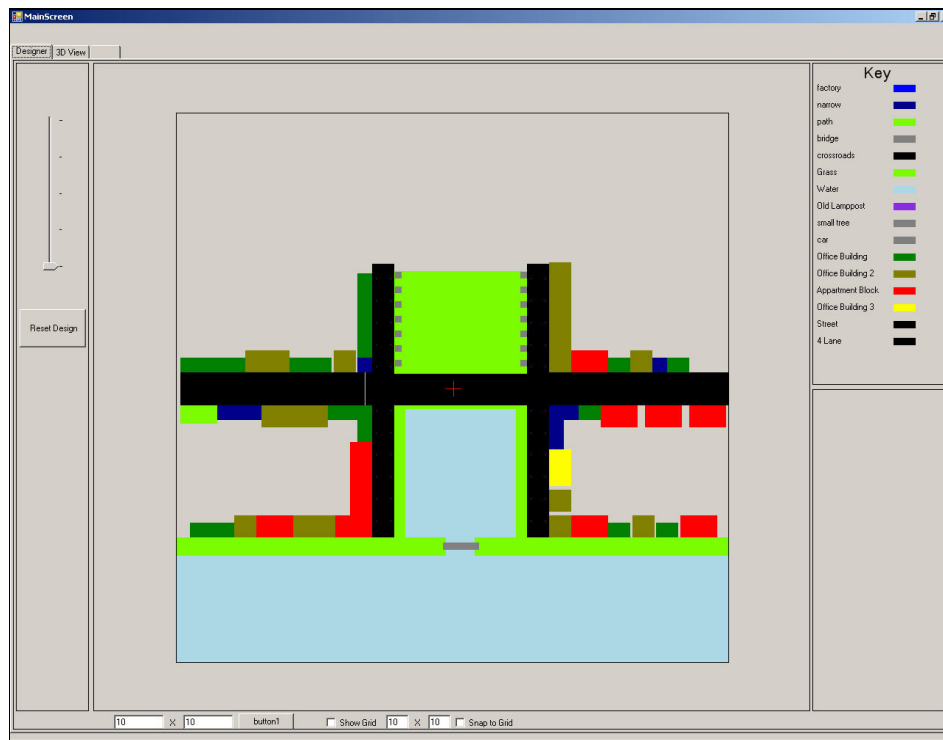 MainScreen
Designer
3D View
Reset Design
Key
factory
narrow
path
bridge
crossroads
Grass
Water
Old Lamppost
small tree
car
Office Building
Office Building 2
Appartment Block
Office Building 3
Street
4 Lane
10 X 10 button1 Show Grid 10 X 10 Snap to Grid